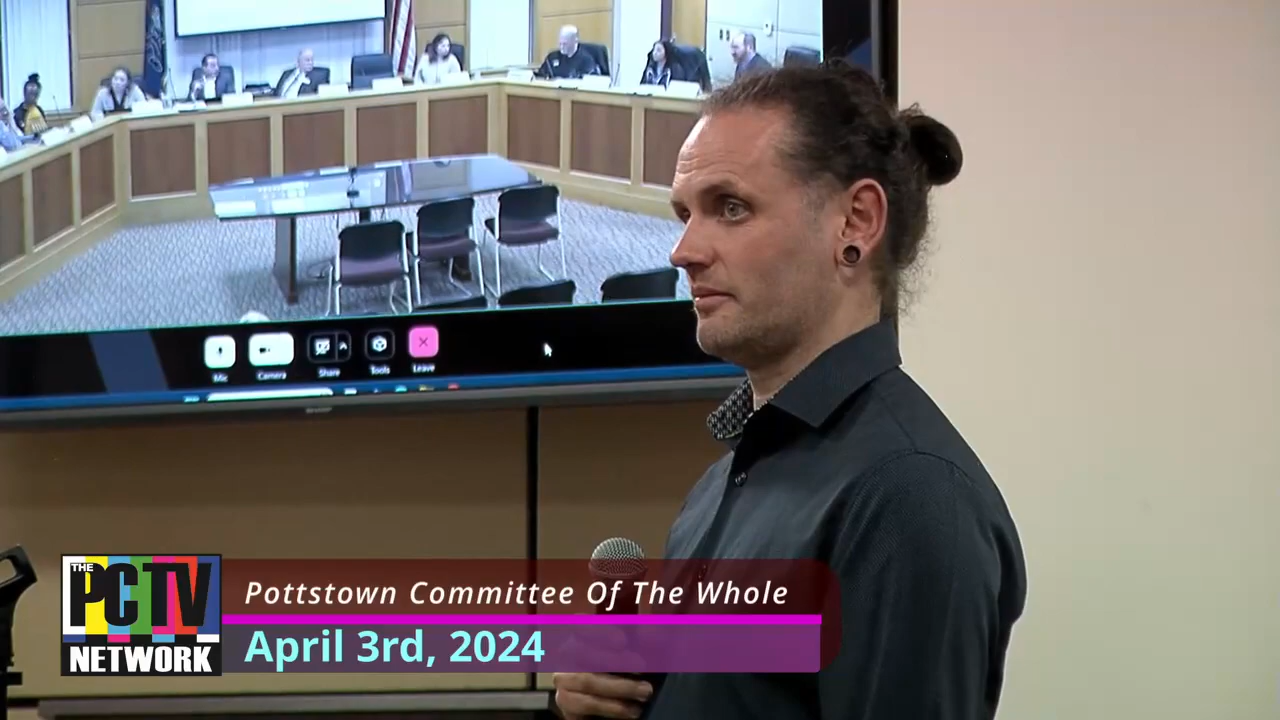 Mic
Camera
Share
Tools
Leave
THE
PCTV
NETWORK
Pottstown Committee Of The Whole
April 3rd, 2024